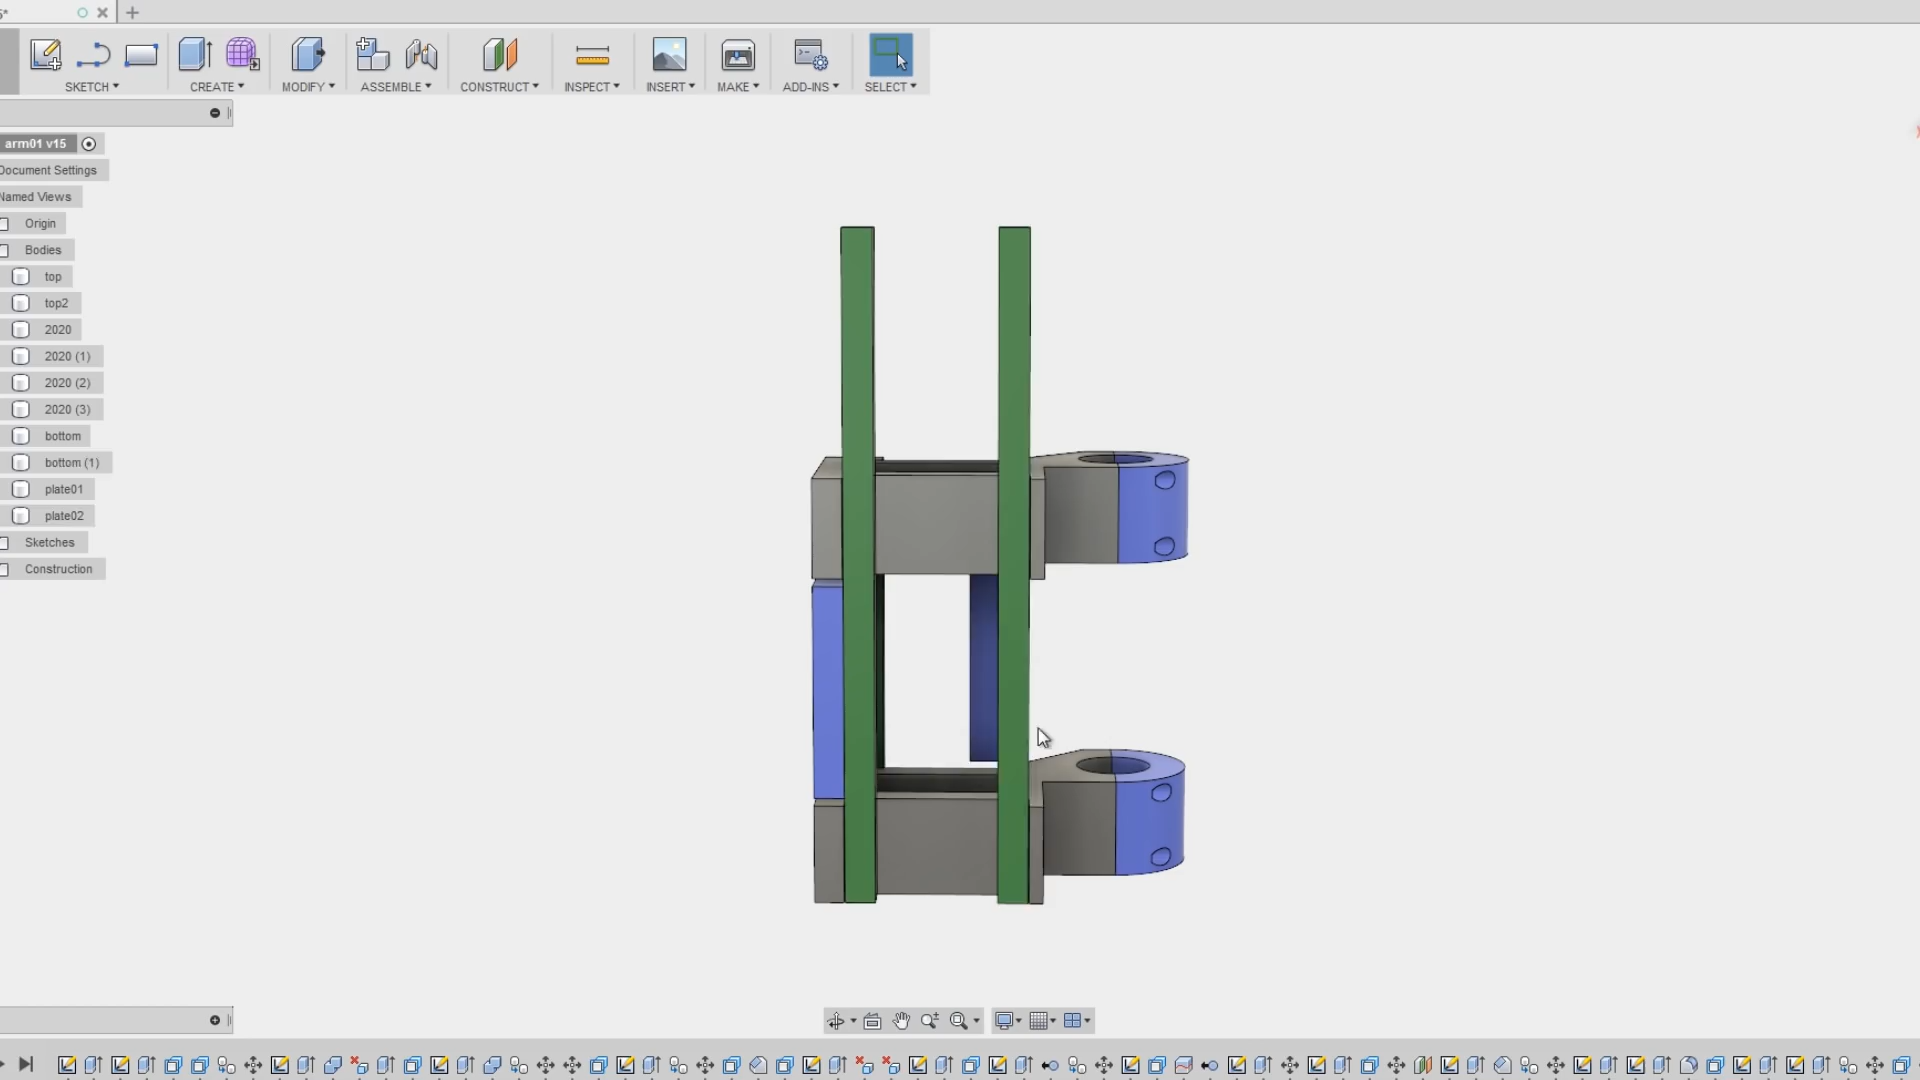 SKETCH CREATE MODIFY ASSEMBLE CONSTRUCT INSPECT INSERT MAKE ADD-INS SELECT
arm01 v15
Document Settings
Named Views
Origin
Bodies
top
top2
2020
2020 (1)
2020 (2)
2020 (3)
bottom
bottom (1)
plate01
plate02
Sketches
Construction